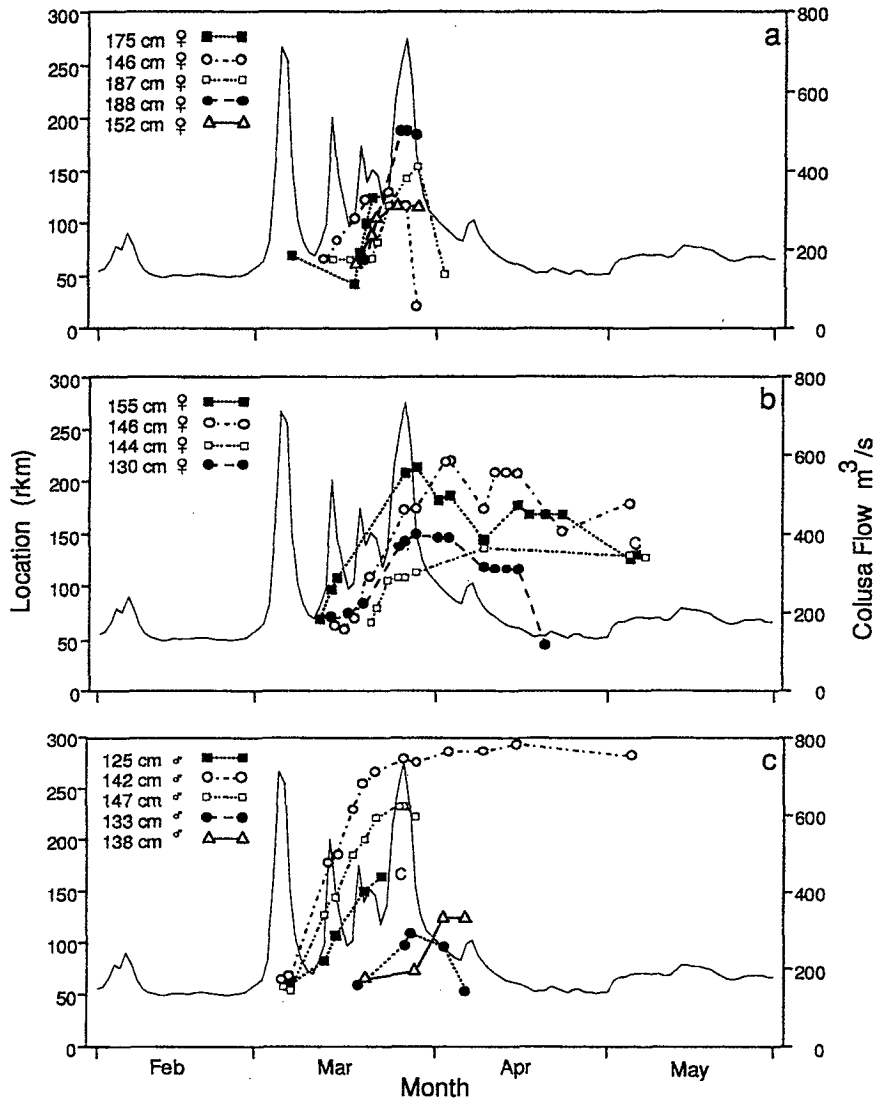 a
300
250
200
150
100
50
0
800
600
400
200
0
175 cm ♀
146 cm ♀
187 cm ♀
188 cm ♀
152 cm ♀
b
300
250
200
150
100
50
0
800
600
400
200
0
155 cm ♀
146 cm ♀
144 cm ♀
130 cm ♀
C
Location (rkm)
Colusa Flow m³/s
c
300
250
200
150
100
50
0
800
600
400
200
0
125 cm ♂
142 cm ♂
147 cm ♂
133 cm ♂
138 cm ♂
C
Feb Mar Apr May
Month